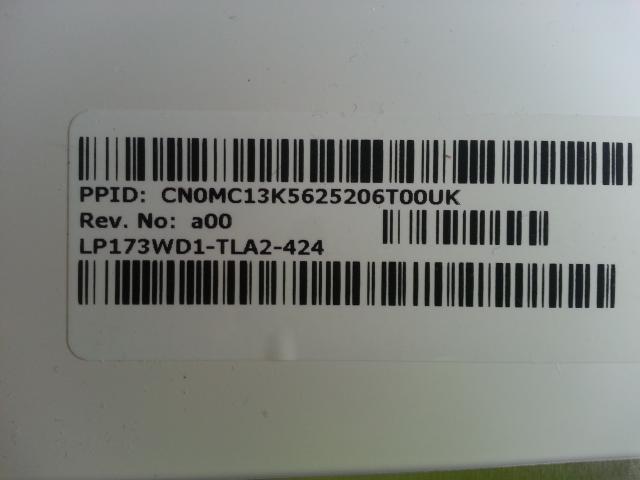 PPID: CN0MC13K5625206T00UK
Rev. No: a00
LP173WD1-TLA2-424